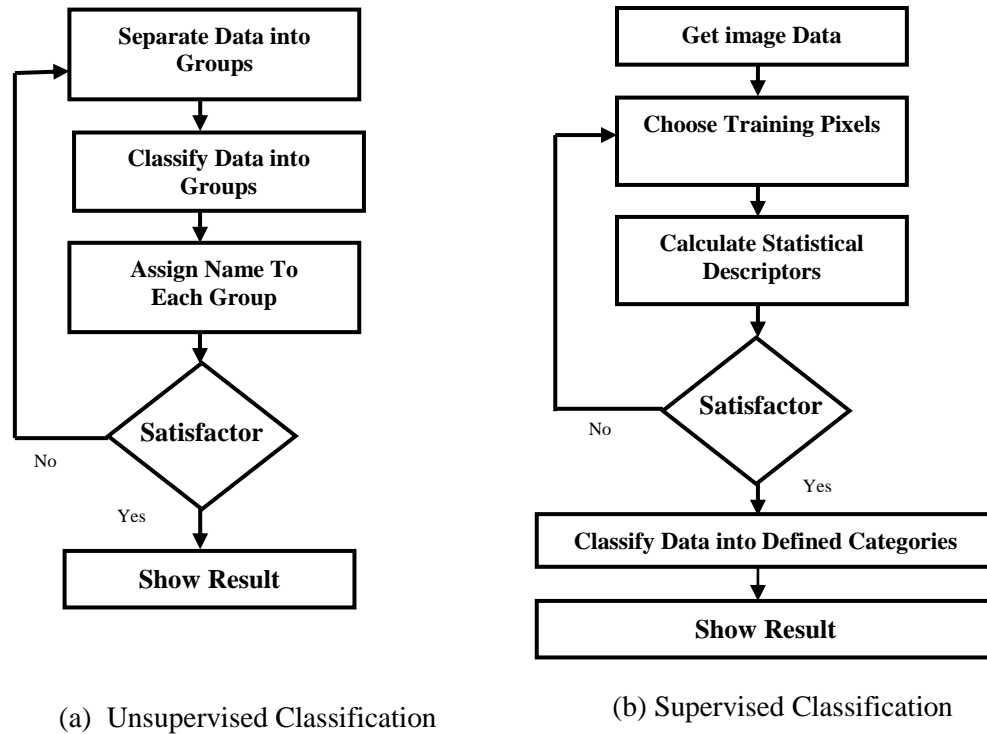 Separate Data into
Groups
Classify Data into
Groups
Assign Name To
Each Group
Satisfactor
No
Yes
Show Result
(a) Unsupervised Classification
Get image Data
Choose Training Pixels
Calculate Statistical
Descriptors
Satisfactor
No
Yes
Classify Data into Defined Categories
Show Result
(b) Supervised Classification